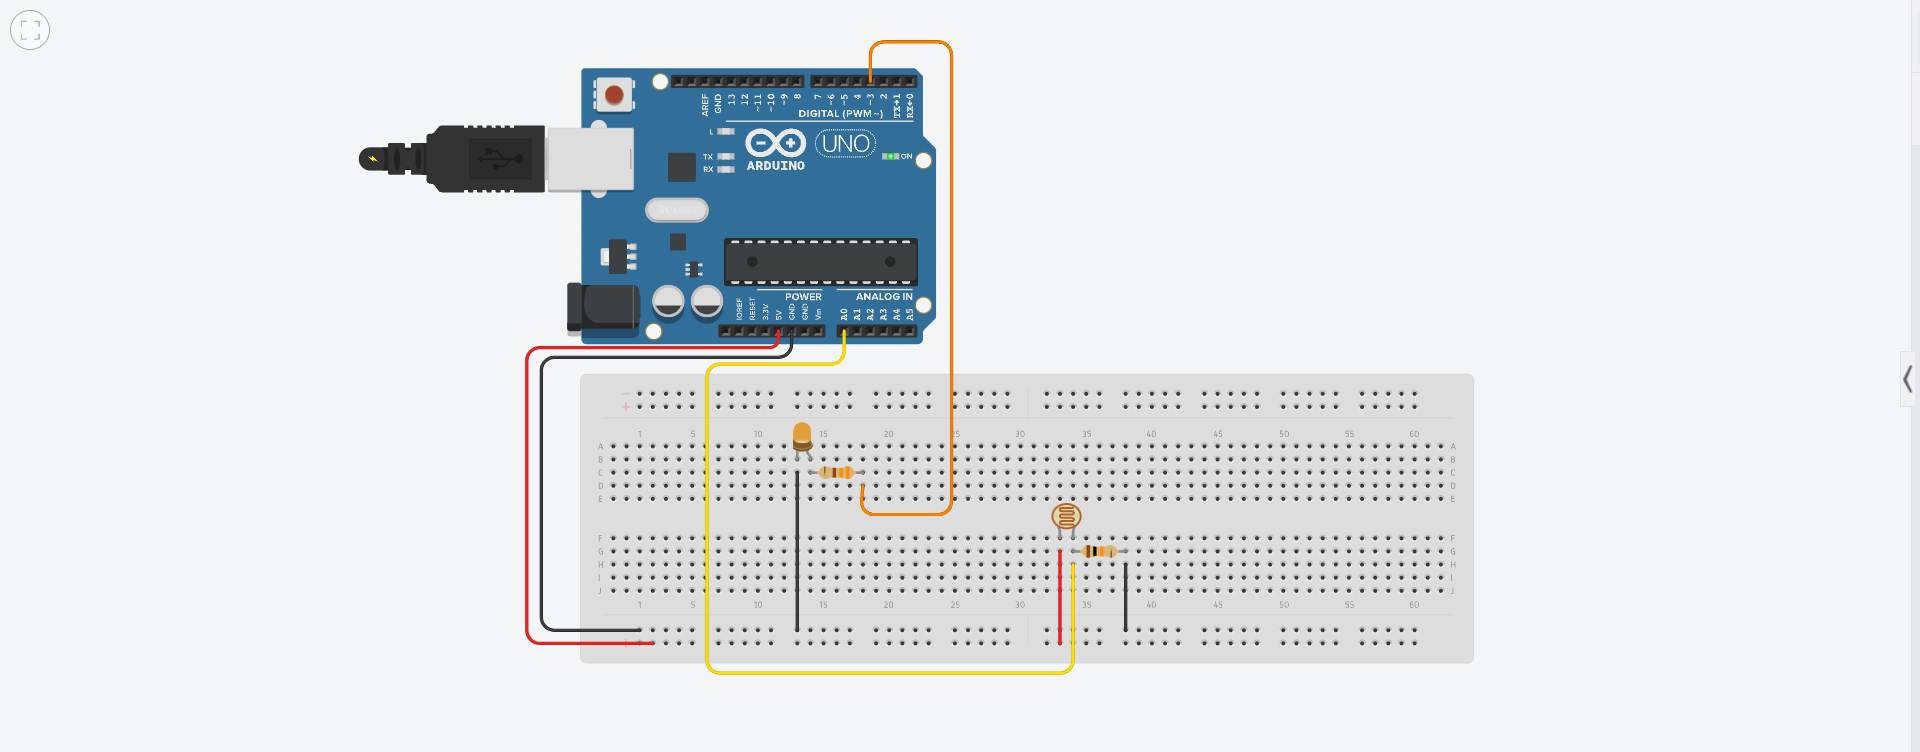 AREF GND 13 12 ~11 ~10 ~9 8 7 ~6 ~5 4 ~3 2 TX→1 RX←0
DIGITAL (PWM~)
L
TX
RX
UNO
ARDUINO
ON
POWER
ANALOG IN
IOREF RESET 3.3V 5V GND GND Vin A0 A1 A2 A3 A4 A5
1 5 10 15 20 25 30 35 40 45 50 55 60
A A
B B
C C
D D
E E
F F
G G
H H
I I
J J
1 5 10 15 20 25 30 35 40 45 50 55 60